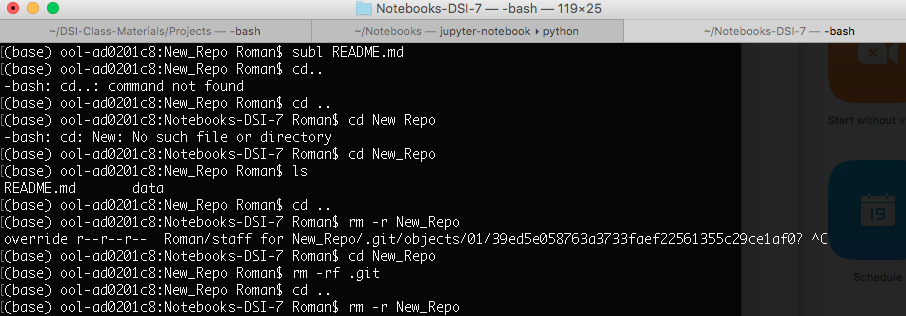 Notebooks-DSI-7 — -bash — 119×25
~/DSI-Class-Materials/Projects — -bash
~/Notebooks — jupyter-notebook ▸ python
~/Notebooks-DSI-7 — -bash
[(base) ool-ad0201c8:New_Repo Roman$ subl README.md
[(base) ool-ad0201c8:New_Repo Roman$ cd..
-bash: cd..: command not found
[(base) ool-ad0201c8:New_Repo Roman$ cd ..
[(base) ool-ad0201c8:Notebooks-DSI-7 Roman$ cd New Repo
-bash: cd: New: No such file or directory
[(base) ool-ad0201c8:Notebooks-DSI-7 Roman$ cd New_Repo
[(base) ool-ad0201c8:New_Repo Roman$ ls
README.md data
[(base) ool-ad0201c8:New_Repo Roman$ cd ..
[(base) ool-ad0201c8:Notebooks-DSI-7 Roman$ rm -r New_Repo
override r--r--r-- Roman/staff for New_Repo/.git/objects/01/39ed5e058763a3733faef22561355c29ce1af0? ^C
[(base) ool-ad0201c8:Notebooks-DSI-7 Roman$ cd New_Repo
[(base) ool-ad0201c8:New_Repo Roman$ rm -rf .git
[(base) ool-ad0201c8:New_Repo Roman$ cd ..
[(base) ool-ad0201c8:Notebooks-DSI-7 Roman$ rm -r New_Repo
Start without v
19
Schedule